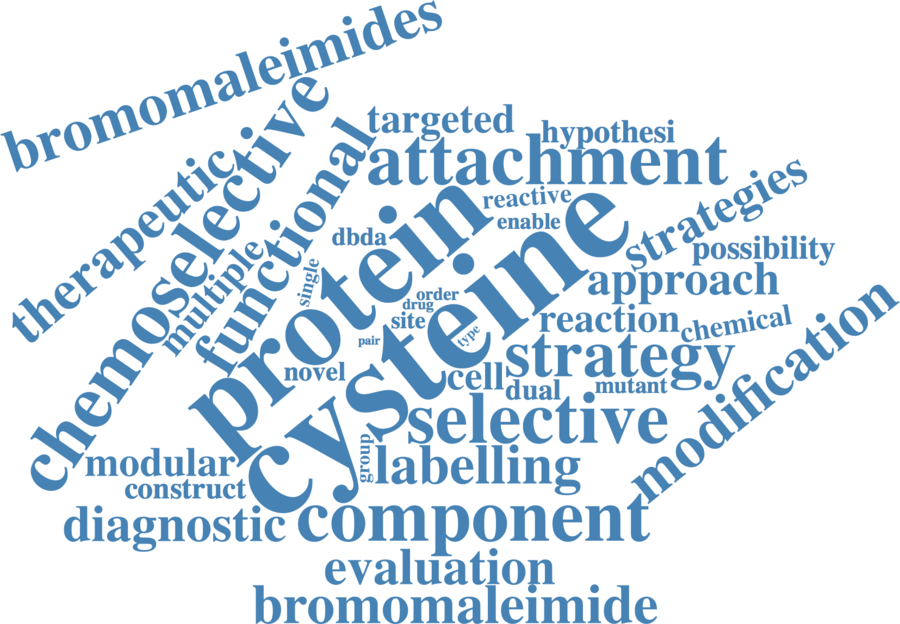 bromomaleimides
therapeutic
chemoselective
multiple
functional
targeted
hypothesi
attachment
reactive
enable
strategies
dbda
protein
cysteine
possibility
single
approach
order
drug
site
reaction
chemical
pair
type
strategy
modification
novel
cell
dual
mutant
selective
group
labelling
modular
construct
diagnostic
component
evaluation
bromomaleimide